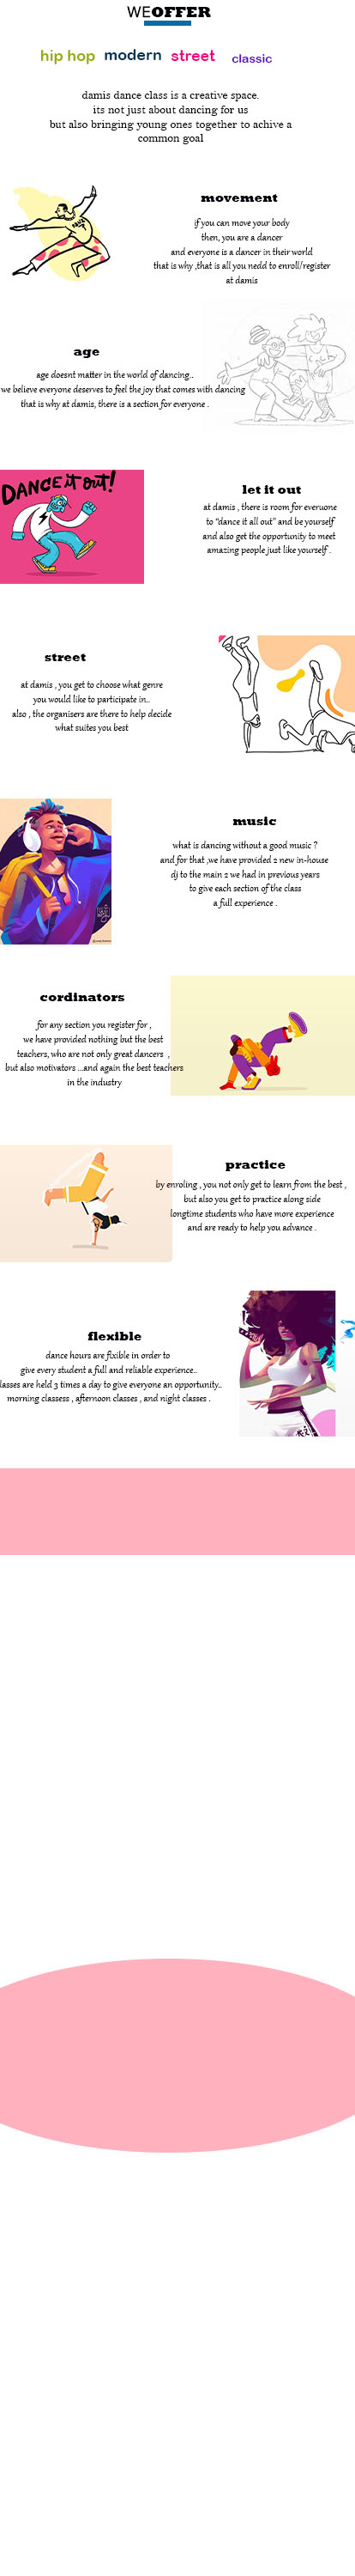 WEOFFER
hip hop modern street classic
damis dance class is a creative space.
its not just about dancing for us
but also bringing young ones together to achive a
common goal
movement
if you can move your body
then, you are a dancer
and everyone is a dancer in their world
that is why ,that is all you nedd to enroll/register
at damis
age
age doesnt matter in the world of dancing..
we believe everyone deserves to feel the joy that comes with dancing
that is why at damis, there is a section for everyone .
DANCE it OUT!
let it out
at damis , there is room for everuone
to "dance it all out" and be yourself
and also get the opportunity to meet
amazing people just like yourself .
street
at damis , you get to choose what genre
you would like to participate in..
also , the organisers are there to help decide
what suites you best
music
what is dancing without a good music ?
and for that ,we have provided 2 new in-house
dj to the main 2 we had in previous years
to give each section of the class
a full experience .
cordinators
for any section you register for ,
we have provided nothing but the best
teachers, who are not only great dancers ,
but also motivators ...and again the best teachers
in the industry
practice
by enroling , you not only get to learn from the best ,
but also you get to practice along side
longtime students who have more experience
and are ready to help you advance .
flexible
dance hours are flxible in order to
give every student a full and reliable experience..
lasses are held 3 times a day to give everyone an opportunity..
morning classess , afternoon classes , and night classes .